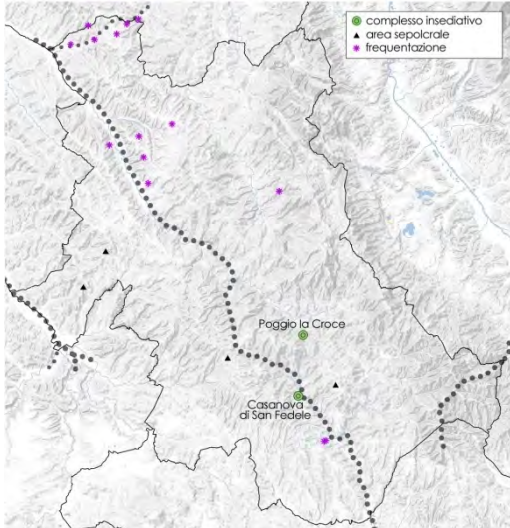 complesso insediativo
area sepolcrale
frequentazione
Poggio la Croce
Casanova
di San Fedele